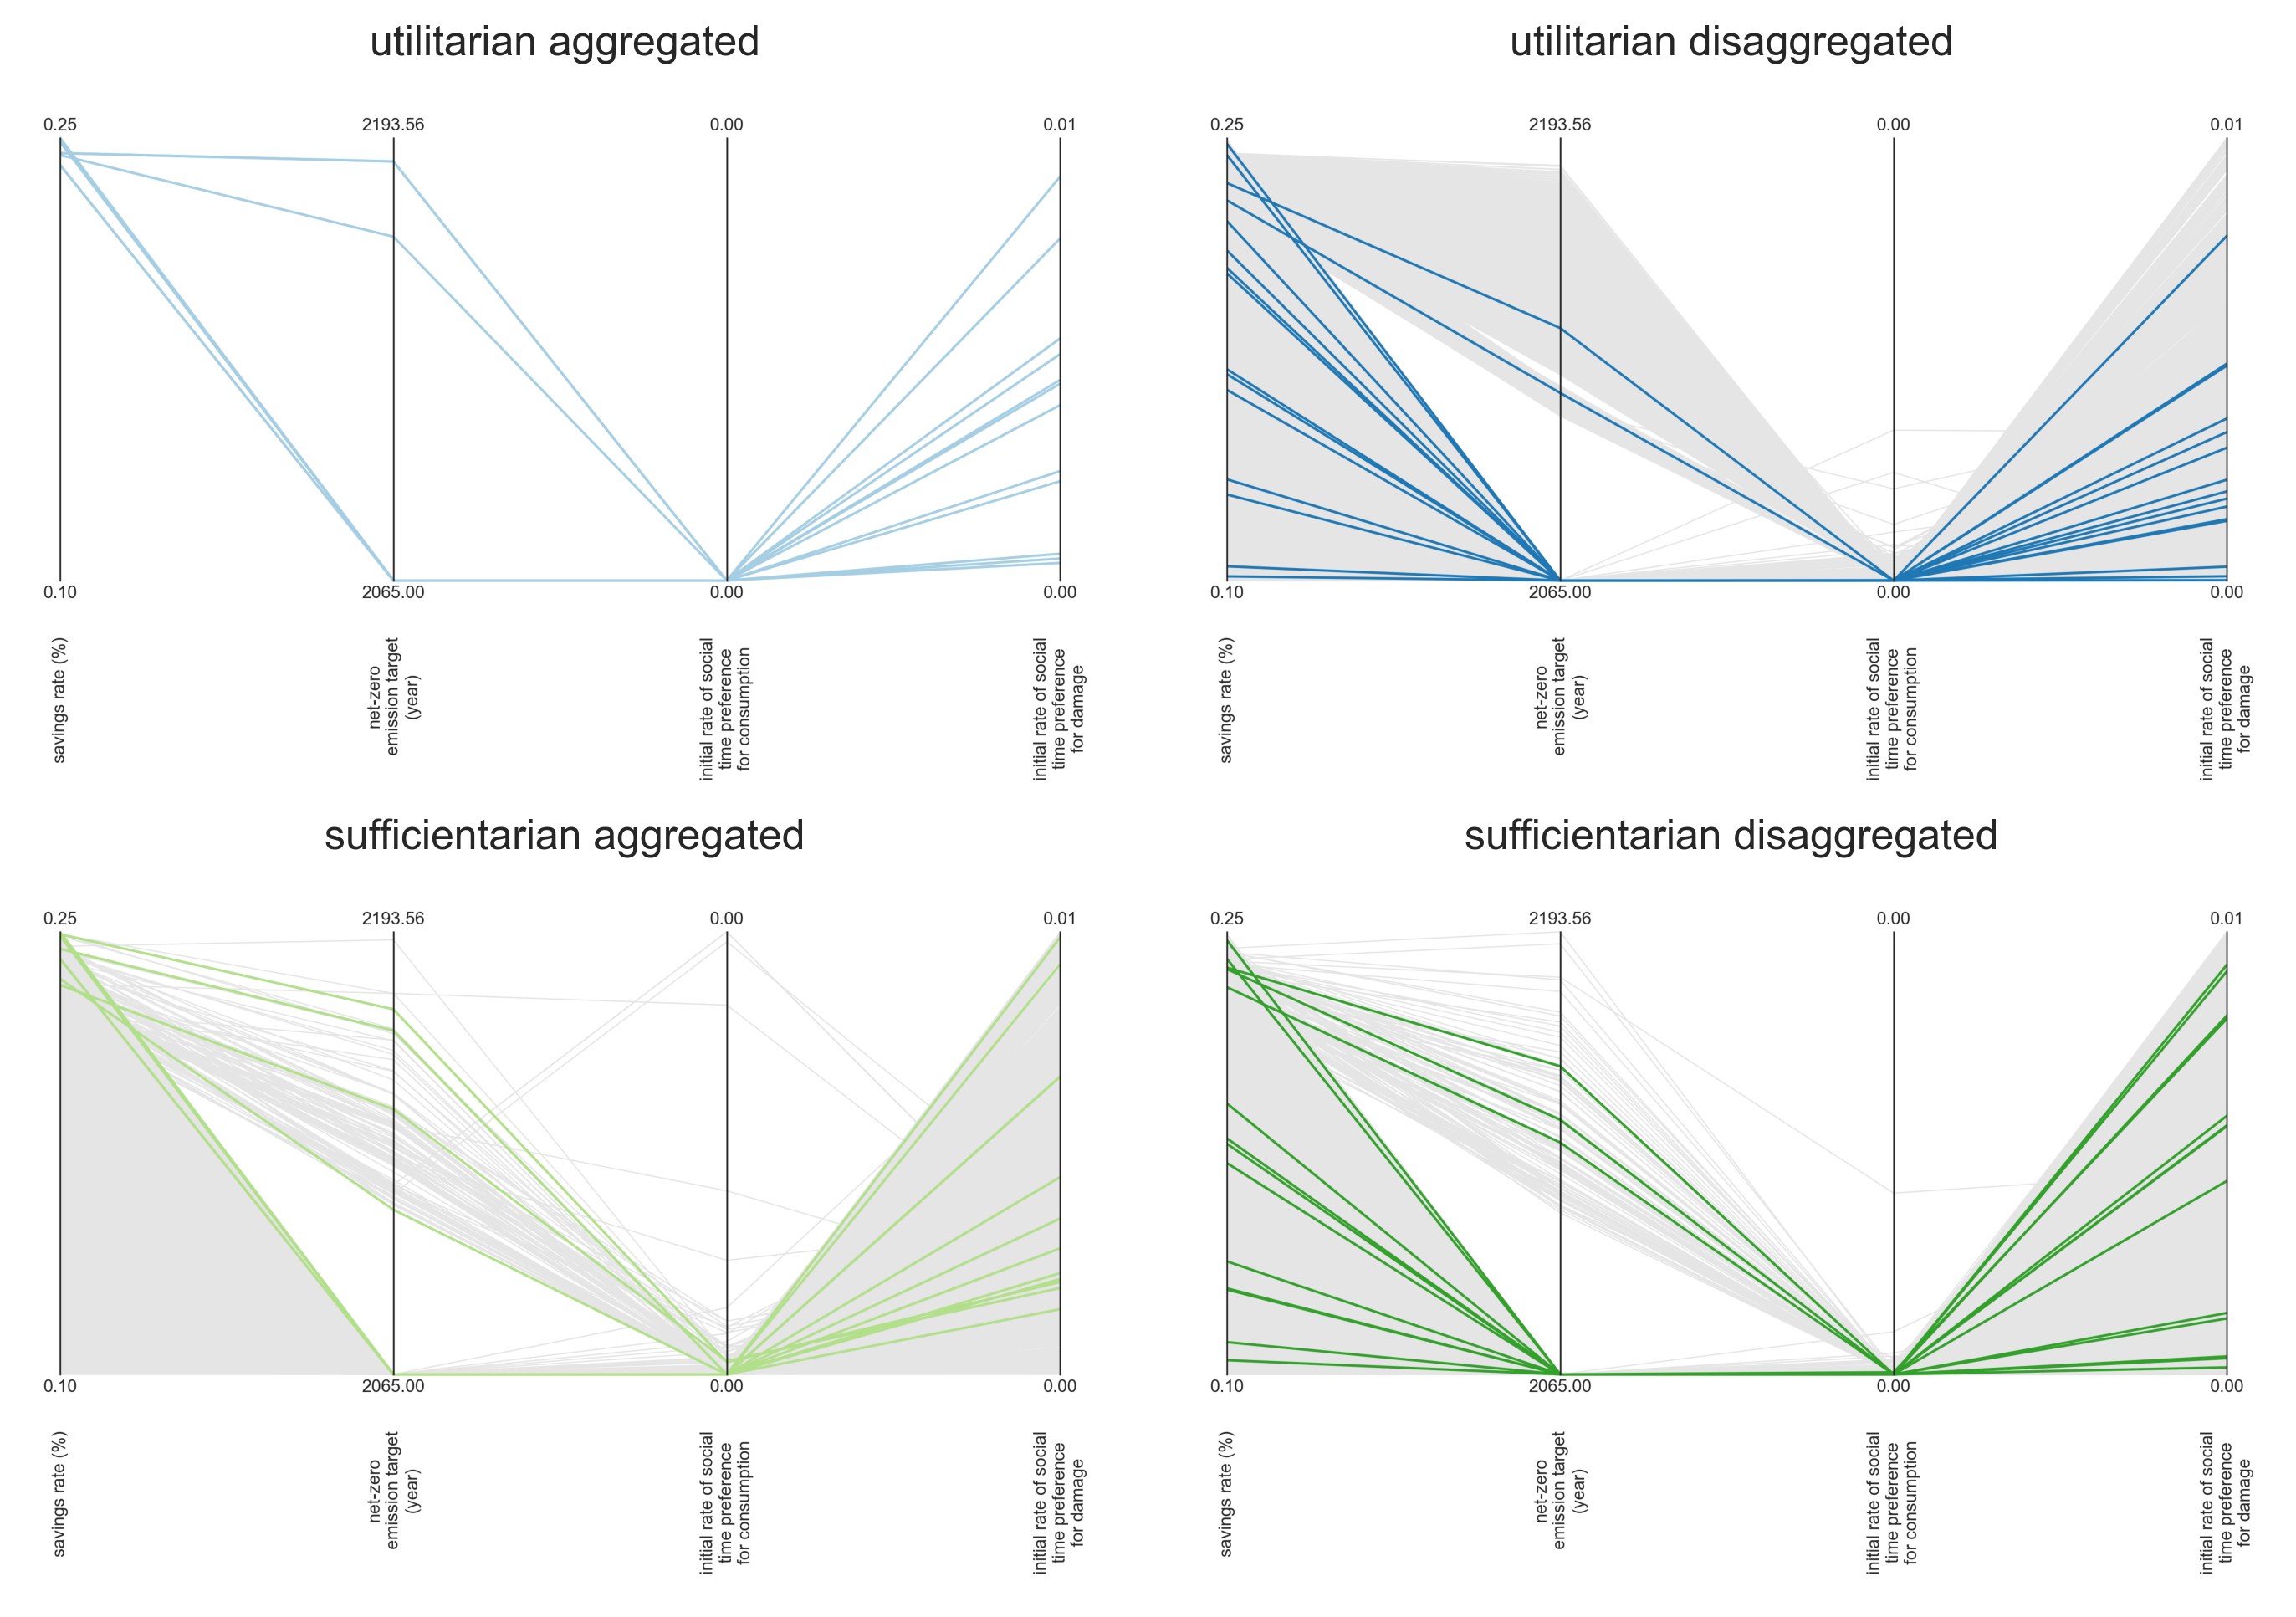 utilitarian aggregated
utilitarian disaggregated
0.25
2193.56
0.00
0.01
0.25
2193.56
0.00
0.01
0.10
2065.00
0.00
0.00
0.10
2065.00
0.00
0.00
savings rate (%)
net-zero
emission target
(year)
initial rate of social
time preference
for consumption
initial rate of social
time preference
for damage
savings rate (%)
net-zero
emission target
(year)
initial rate of social
time preference
for consumption
initial rate of social
time preference
for damage
sufficientarian aggregated
sufficientarian disaggregated
0.25
2193.56
0.00
0.01
0.25
2193.56
0.00
0.01
0.10
2065.00
0.00
0.00
0.10
2065.00
0.00
0.00
savings rate (%)
net-zero
emission target
(year)
initial rate of social
time preference
for consumption
initial rate of social
time preference
for damage
savings rate (%)
net-zero
emission target
(year)
initial rate of social
time preference
for consumption
initial rate of social
time preference
for damage